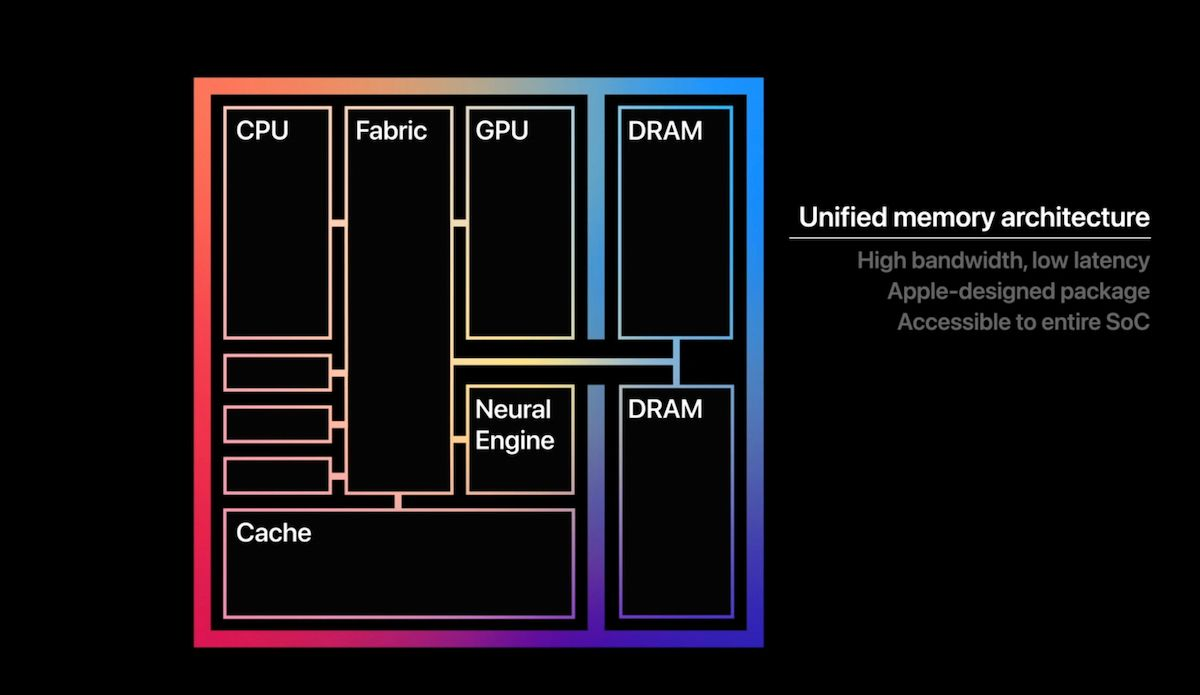 CPU
Fabric
GPU
DRAM
Neural
Engine
DRAM
Cache
Unified memory architecture
High bandwidth, low latency
Apple-designed package
Accessible to entire SoC